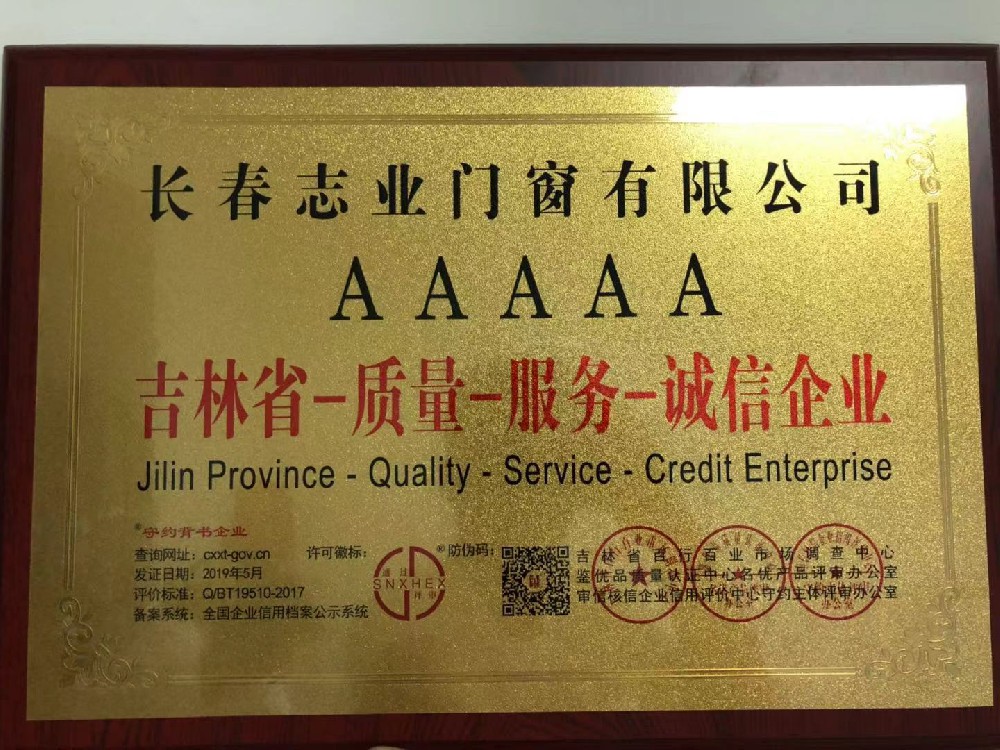 长春志业门窗有限公司
AAAAA
吉林省-质量-服务-诚信企业
Jilin Province - Quality - Service - Credit Enterprise
*守约背书企业
查询网址: cxxt-gov.cn
发证日期: 2019年5月
评价标准: Q/BT19510-2017
备案系统: 全国企业信用档案公示系统
许可徽标:
SNXHEX
®防伪码:
吉林省百行百业市场调查中心
监优品质量认证中心名优产品评审办公室
审信核信企业信用评价中心守约主体评审办公室